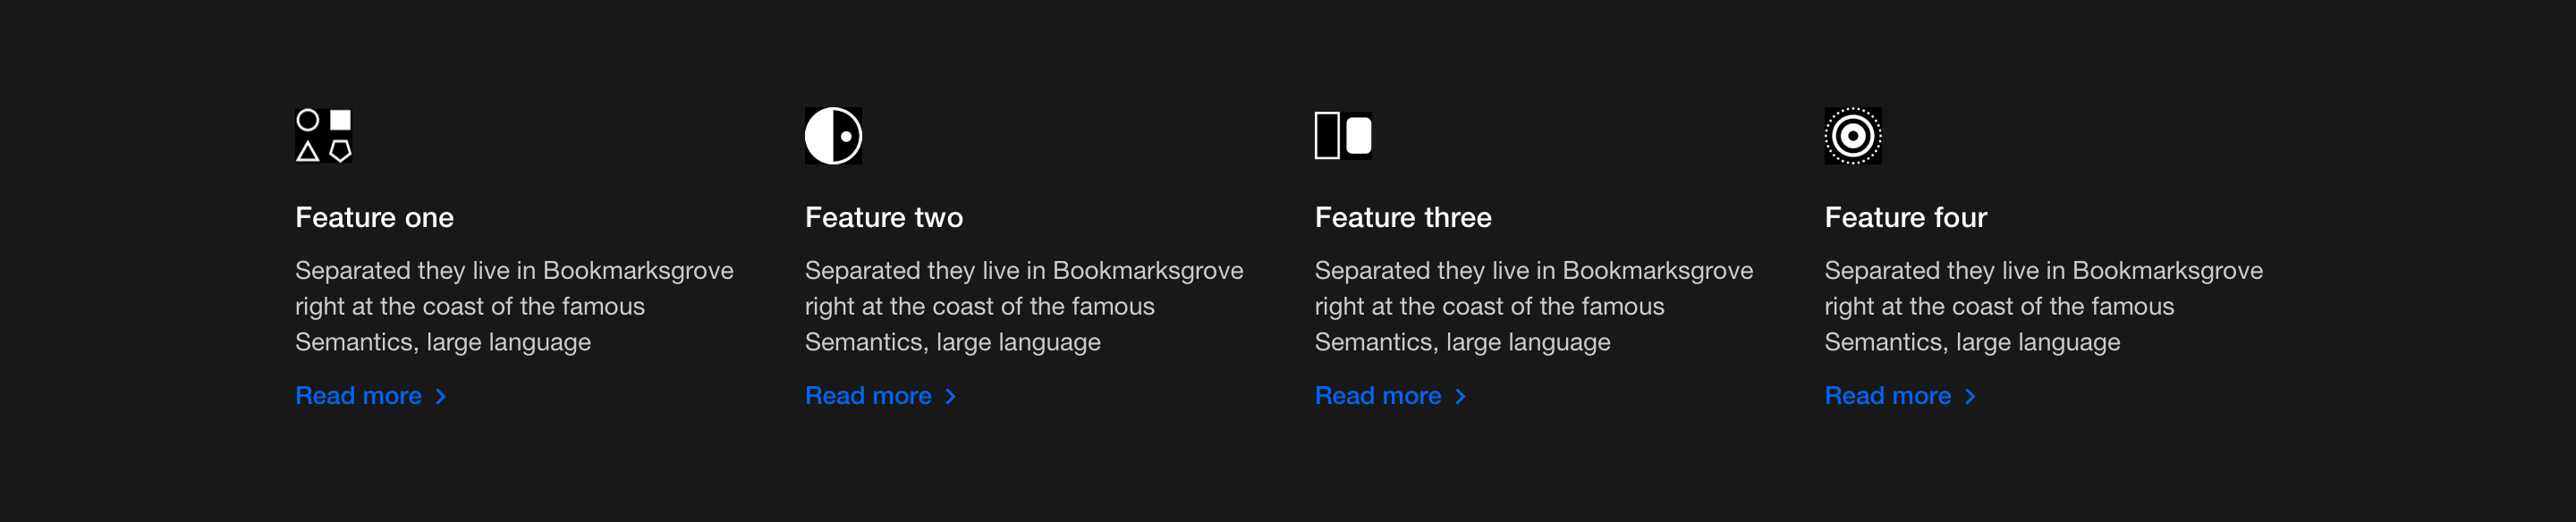 Feature one
Separated they live in Bookmarksgrove
right at the coast of the famous
Semantics, large language
Read more
Feature two
Separated they live in Bookmarksgrove
right at the coast of the famous
Semantics, large language
Read more
Feature three
Separated they live in Bookmarksgrove
right at the coast of the famous
Semantics, large language
Read more
Feature four
Separated they live in Bookmarksgrove
right at the coast of the famous
Semantics, large language
Read more